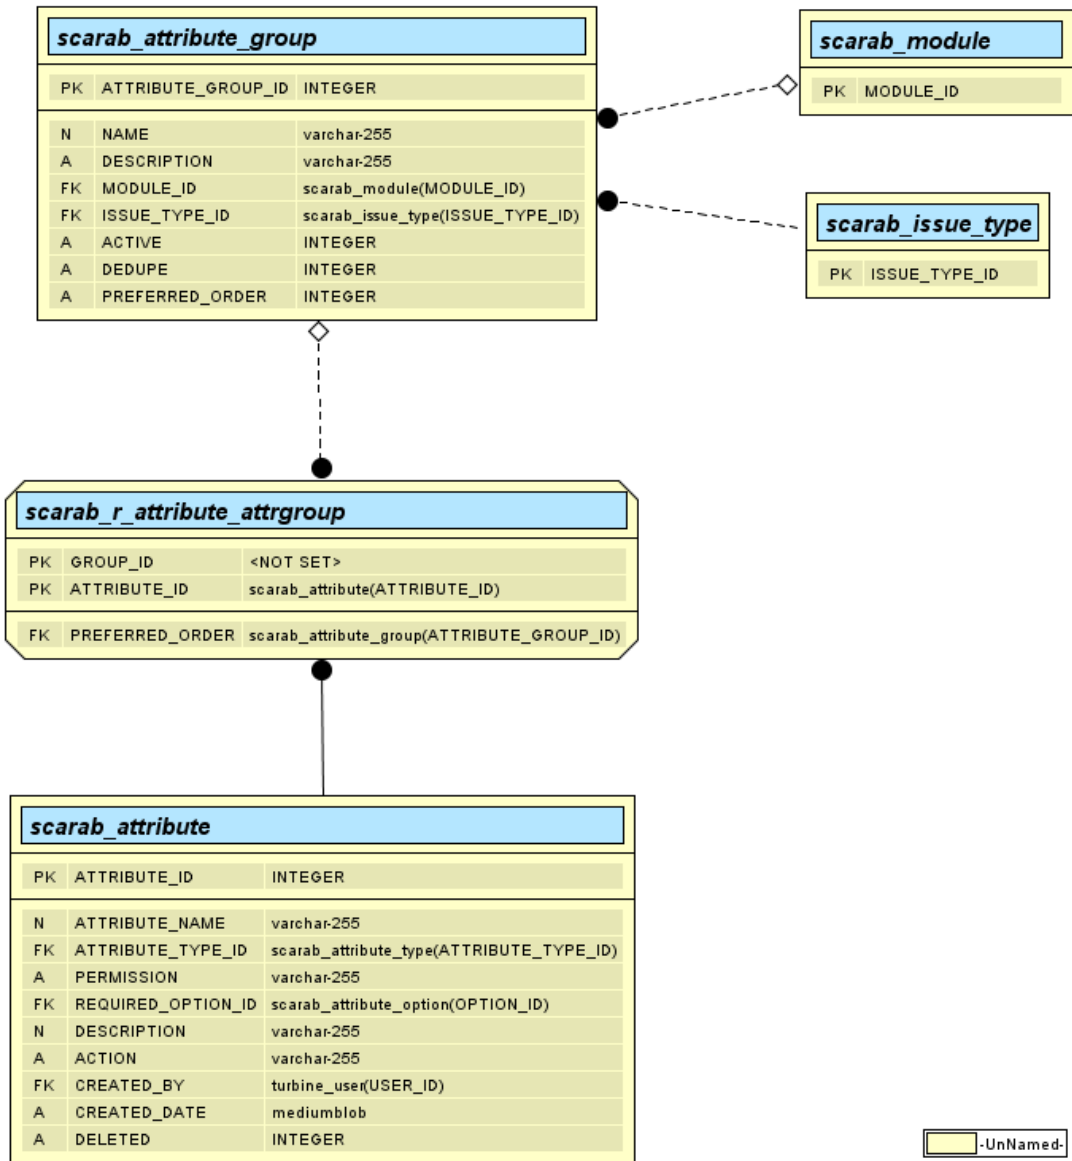 scarab_attribute_group
PK ATTRIBUTE_GROUP_ID INTEGER
N NAME varchar-255
A DESCRIPTION varchar-255
FK MODULE_ID scarab_module(MODULE_ID)
FK ISSUE_TYPE_ID scarab_issue_type(ISSUE_TYPE_ID)
A ACTIVE INTEGER
A DEDUPE INTEGER
A PREFERRED_ORDER INTEGER
scarab_module
PK MODULE_ID
scarab_issue_type
PK ISSUE_TYPE_ID
scarab_r_attribute_attrgroup
PK GROUP_ID <NOT SET>
PK ATTRIBUTE_ID scarab_attribute(ATTRIBUTE_ID)
FK PREFERRED_ORDER scarab_attribute_group(ATTRIBUTE_GROUP_ID)
scarab_attribute
PK ATTRIBUTE_ID INTEGER
N ATTRIBUTE_NAME varchar-255
FK ATTRIBUTE_TYPE_ID scarab_attribute_type(ATTRIBUTE_TYPE_ID)
A PERMISSION varchar-255
FK REQUIRED_OPTION_ID scarab_attribute_option(OPTION_ID)
N DESCRIPTION varchar-255
A ACTION varchar-255
FK CREATED_BY turbine_user(USER_ID)
A CREATED_DATE mediumblob
A DELETED INTEGER
-UnNamed-